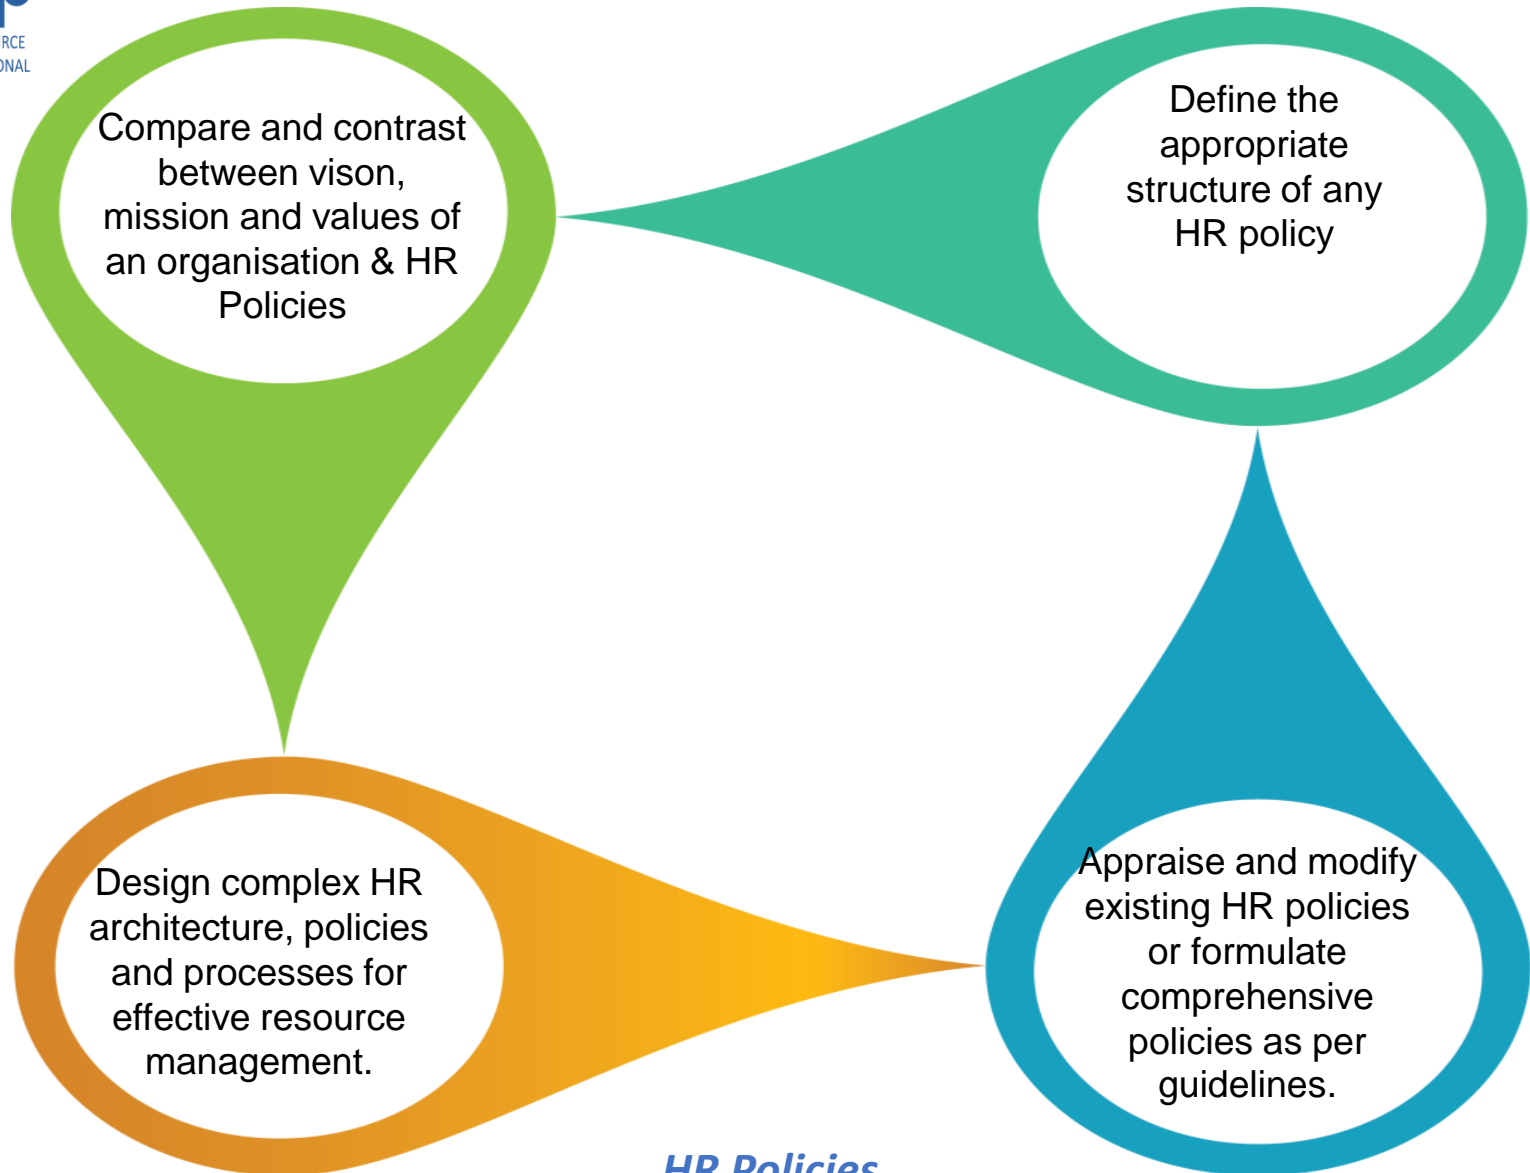 Compare and contrast
between vison,
mission and values of
an organisation & HR
Policies
Define the
appropriate
structure of any
HR policy
Design complex HR
architecture, policies
and processes for
effective resource
management.
Appraise and modify
existing HR policies
or formulate
comprehensive
policies as per
guidelines.
HR Policies